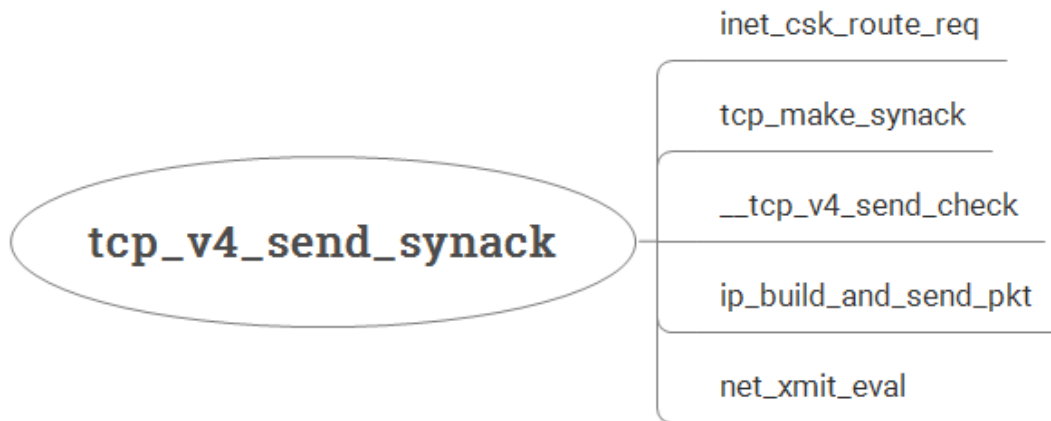 inet_csk_route_req
tcp_make_synack
tcp_v4_send_synack
__tcp_v4_send_check
ip_build_and_send_pkt
net_xmit_eval